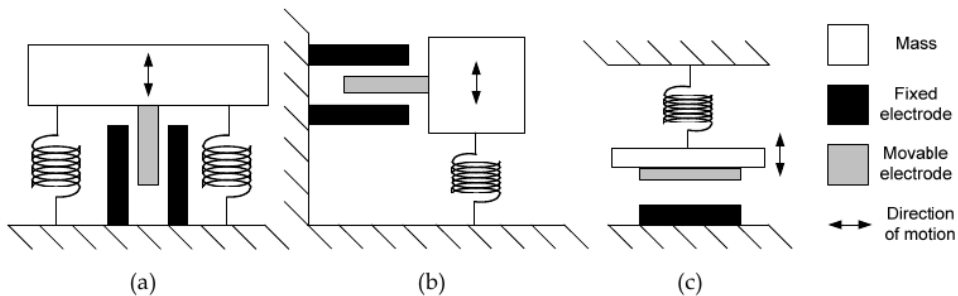 Mass
Fixed
electrode
Movable
electrode
Direction
of motion
(a)
(b)
(c)